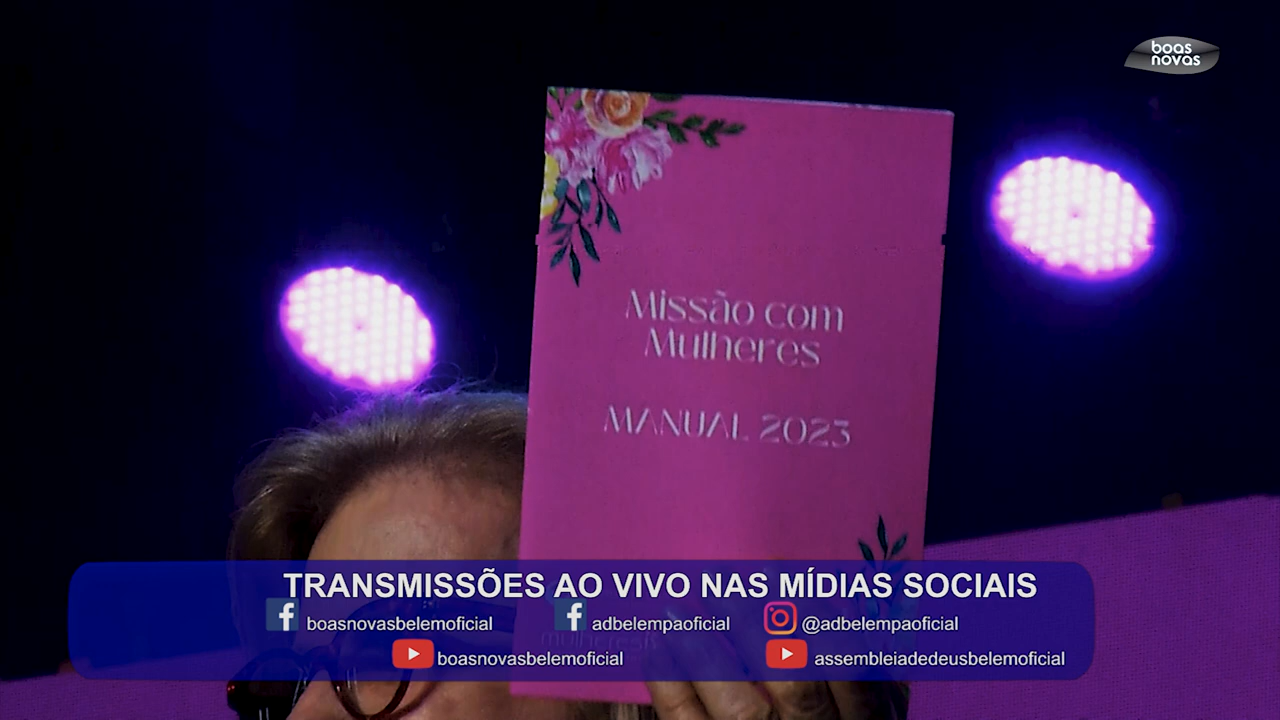 boas
novas
Missão com
Mulheres
MANUAL 2023
TRANSMISSÕES AO VIVO NAS MÍDIAS SOCIAIS
boasnovasbelemoficial
adbelempaoficial
@adbelempaoficial
boasnovasbelemoficial
assembleiadedeusbelemoficial